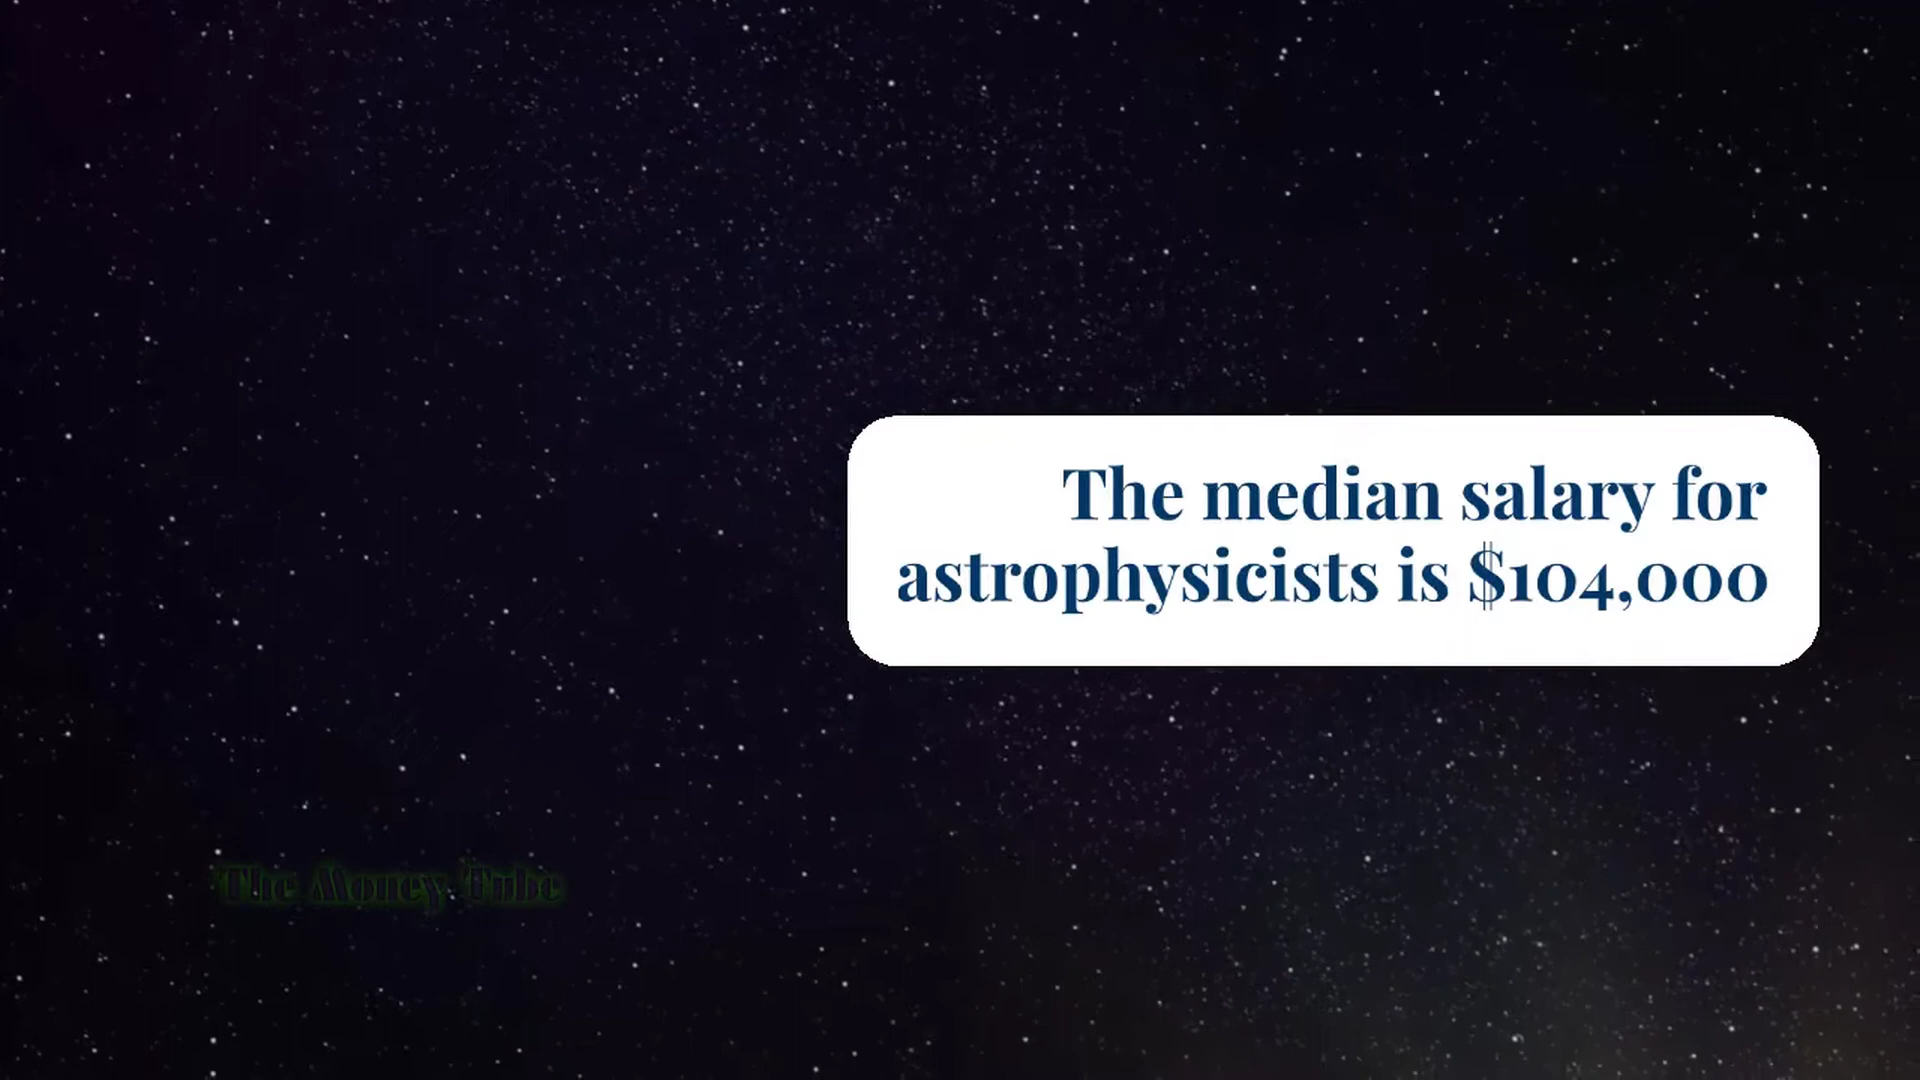 The median salary for
astrophysicists is $104,000
The Money Tube